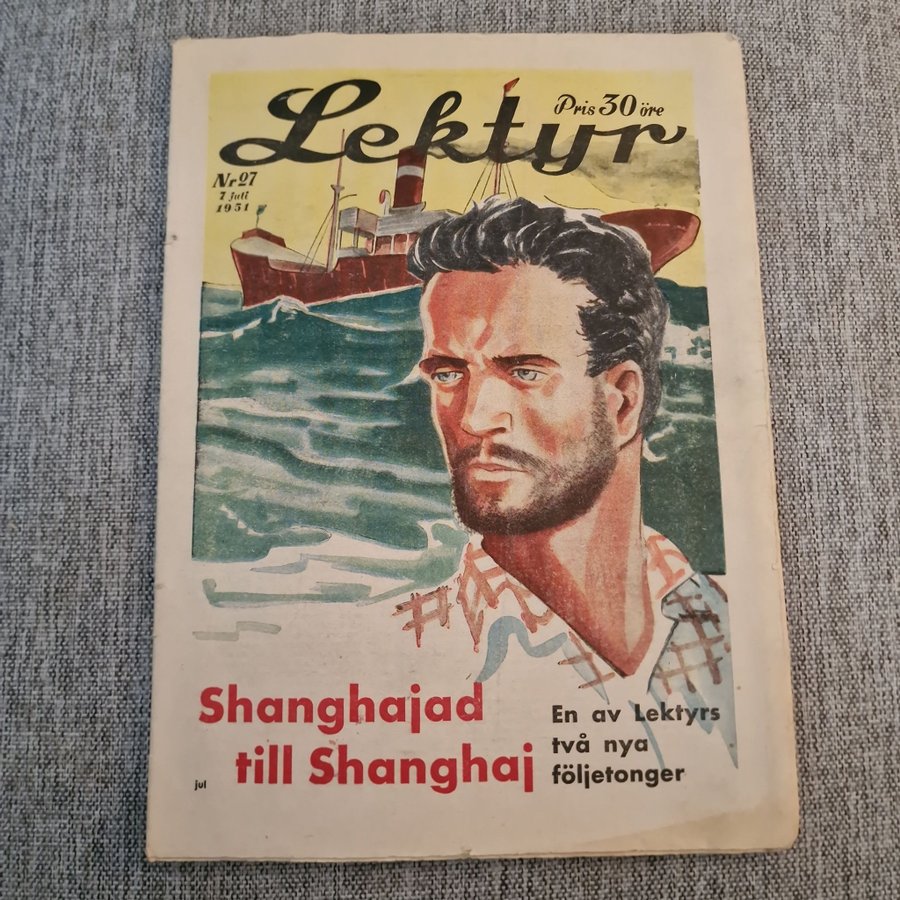 Lektyr
Pris 30 öre
Nr 27
7 juli
1951
Shanghajad
till Shanghaj
En av Lektyrs
två nya
följetonger
jul